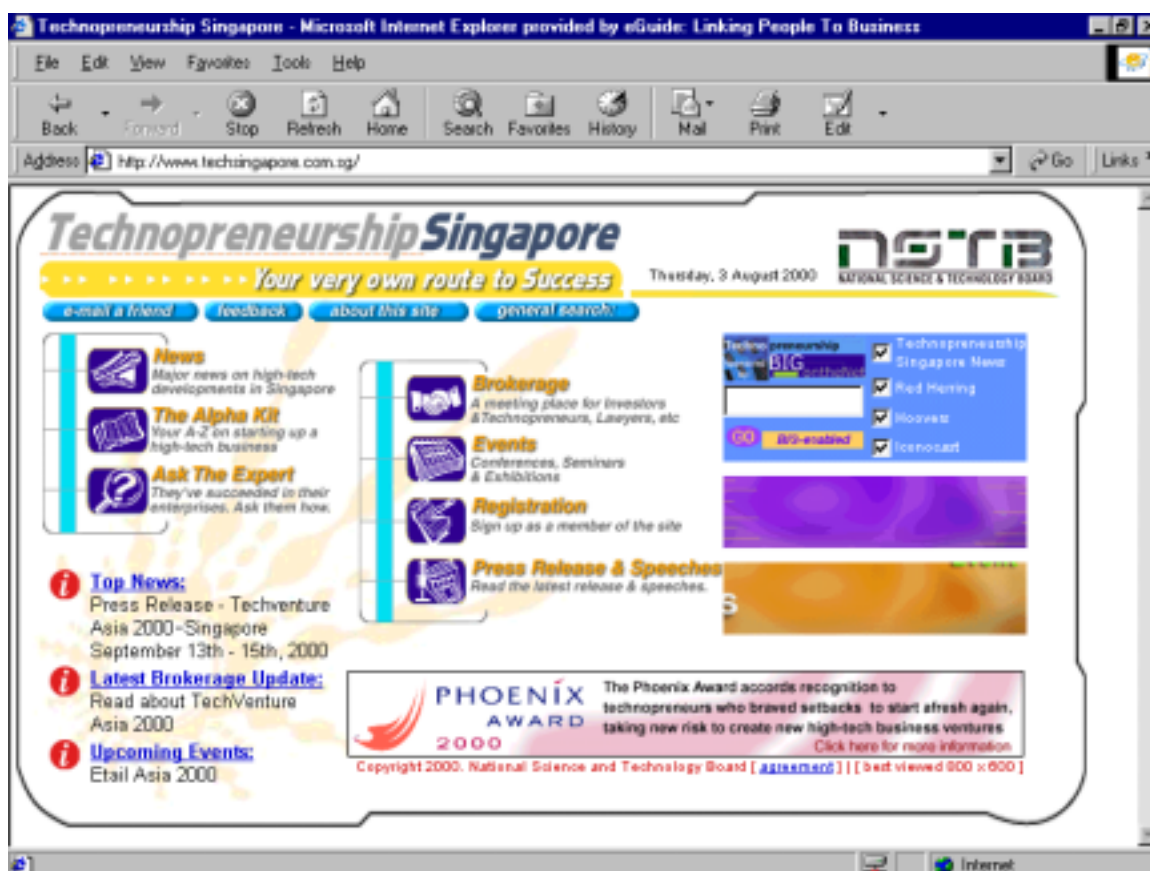 Technopreneurship Singapore - Microsoft Internet Explorer provided by eGuide: Linking People To Business
File Edit View Favorites Tools Help
Back Forward Stop Refresh Home Search Favorites History Mail Print Edit
Address http://www.techsingapore.com.sg/ Go Links
Technopreneurship Singapore
Your very own route to Success
Thursday, 3 August 2000
NSTB
NATIONAL SCIENCE & TECHNOLOGY BOARD
e-mail a friend feedback about this site general search:
News
Major news on high-tech
developments in Singapore
The Alpha Kit
Your A-Z on starting up a
high-tech business
Ask The Expert
They've succeeded in their
enterprises. Ask them how.
Brokerage
A meeting place for Investors
&Technopreneurs, Lawyers, etc
Events
Conferences, Seminars
& Exhibitions
Registration
Sign up as a member of the site
Press Release & Speeches
Read the latest release & speeches.
Techno preneurship
BIG
GO BIG-enabled
Technopreneurship
Singapore News
Red Herring
Hoovers
Iconocast
Top News:
Press Release - Techventure
Asia 2000-Singapore
September 13th - 15th, 2000
Latest Brokerage Update:
Read about TechVenture
Asia 2000
Upcoming Events:
Etail Asia 2000
PHOENIX
AWARD
2000
The Phoenix Award accords recognition to
technopreneurs who braved setbacks to start afresh again,
taking new risk to create new high-tech business ventures
Click here for more information
Copyright 2000. National Science and Technology Board [ agreement ] | [ best viewed 800 x 600 ]
Internet